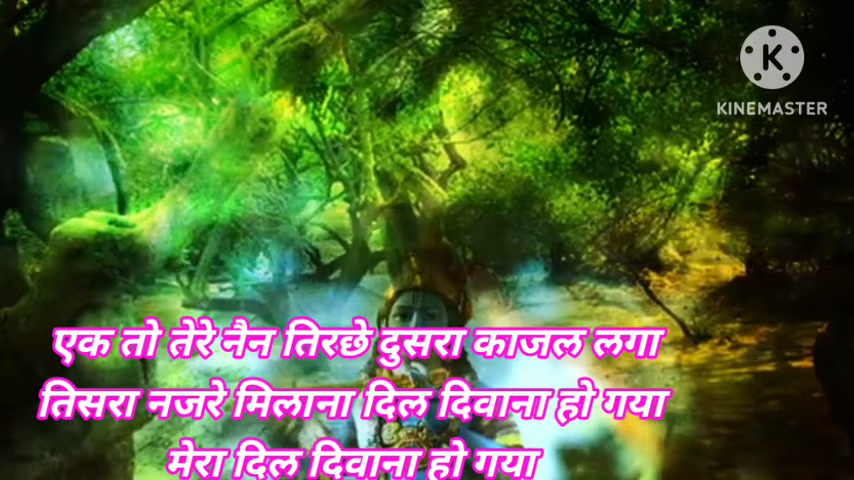 KINEMASTER
एक तो तेरे नैन तिरछे दुसरा काजल लगा
तिसरा नजरे मिलाना दिल दिवाना हो गया
मेरा दिल दिवाना हो गया